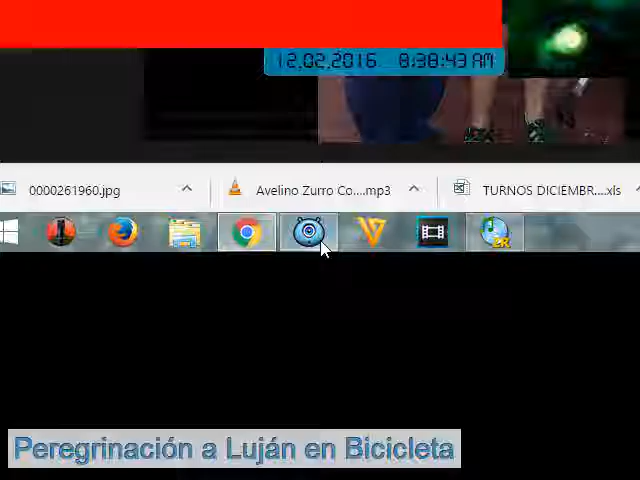 12,02,2016 8:38:43 AM
0000261960.jpg
Avelino Zurro Co....mp3
TURNOS DICIEMBR....xls
2R
Peregrinación a Luján en Bicicleta